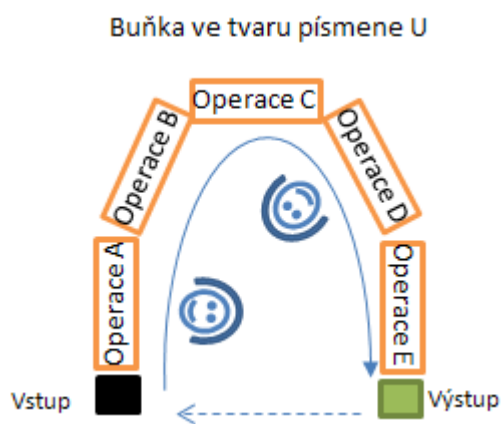 Buňka ve tvaru písmene U
Operace A
Operace B
Operace C
Operace D
Operace E
Vstup
Výstup